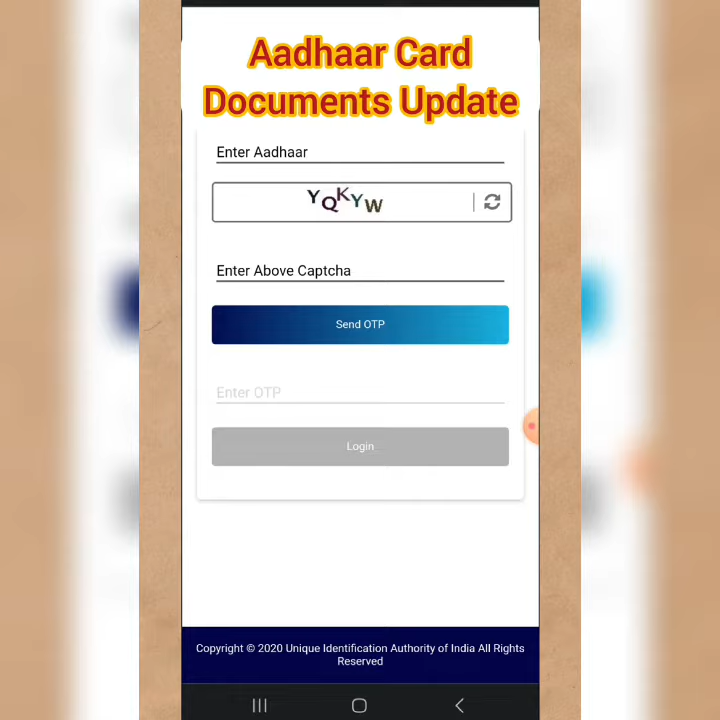 Aadhaar Card
Documents Update
Enter Aadhaar
YQKYW
Enter Above Captcha
Send OTP
Enter OTP
Login
Copyright © 2020 Unique Identification Authority of India All Rights
Reserved